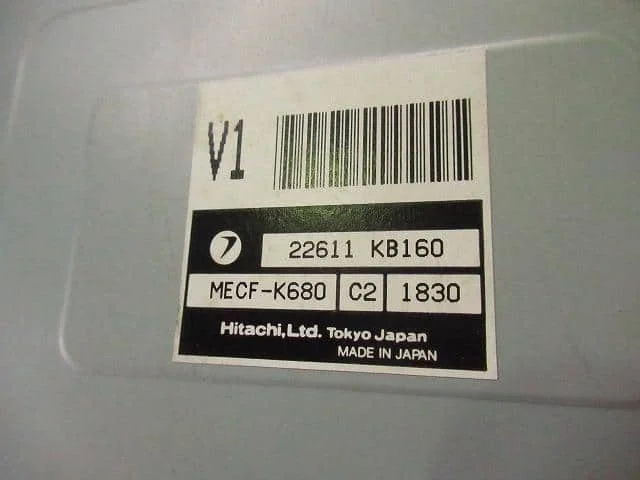 V1
22611 KB160
MECF-K680 C2 1830
Hitachi,Ltd. Tokyo Japan
MADE IN JAPAN